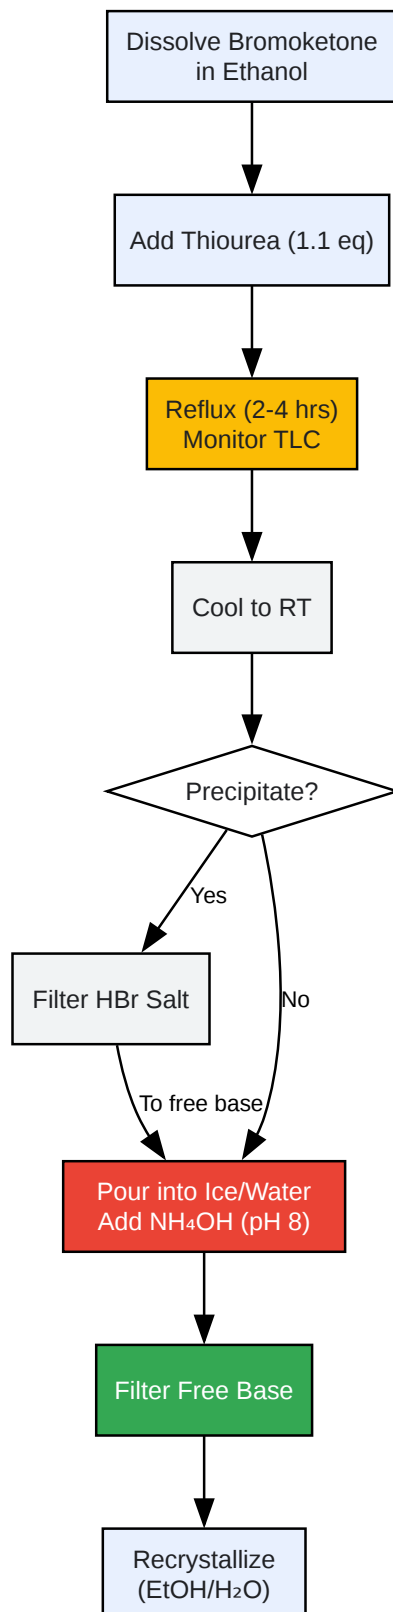 Dissolve Bromoketone
in Ethanol
Add Thiourea (1.1 eq)
Reflux (2-4 hrs)
Monitor TLC
Cool to RT
Precipitate?
Yes
Filter HBr Salt
No
To free base
Pour into Ice/Water
Add NH₄OH (pH 8)
Filter Free Base
Recrystallize
(EtOH/H₂O)